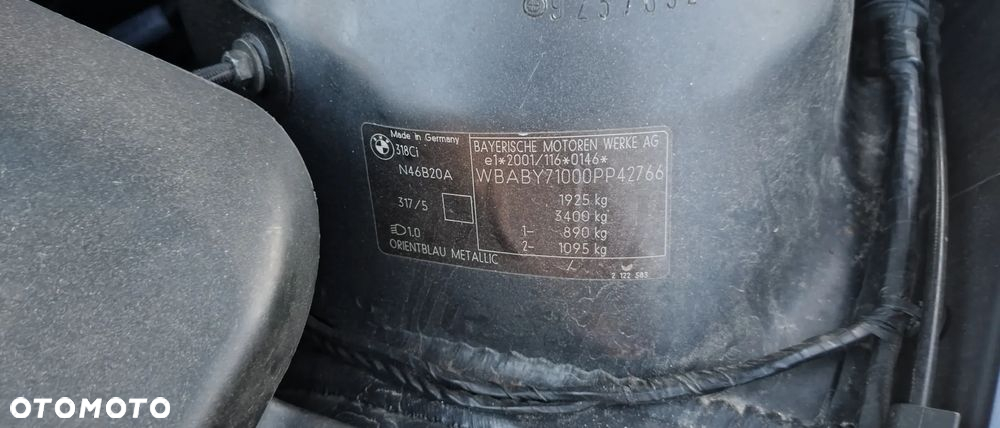 Made in Germany
318Ci
N46B20A
317/5
1.0
ORIENTBLAU METALLIC
BAYERISCHE MOTOREN WERKE AG
e1*2001/116*0146*
WBABY71000PP42766
1925 kg
3400 kg
1- 890 kg
2- 1095 kg
/
2 122 583
OTOMOTO